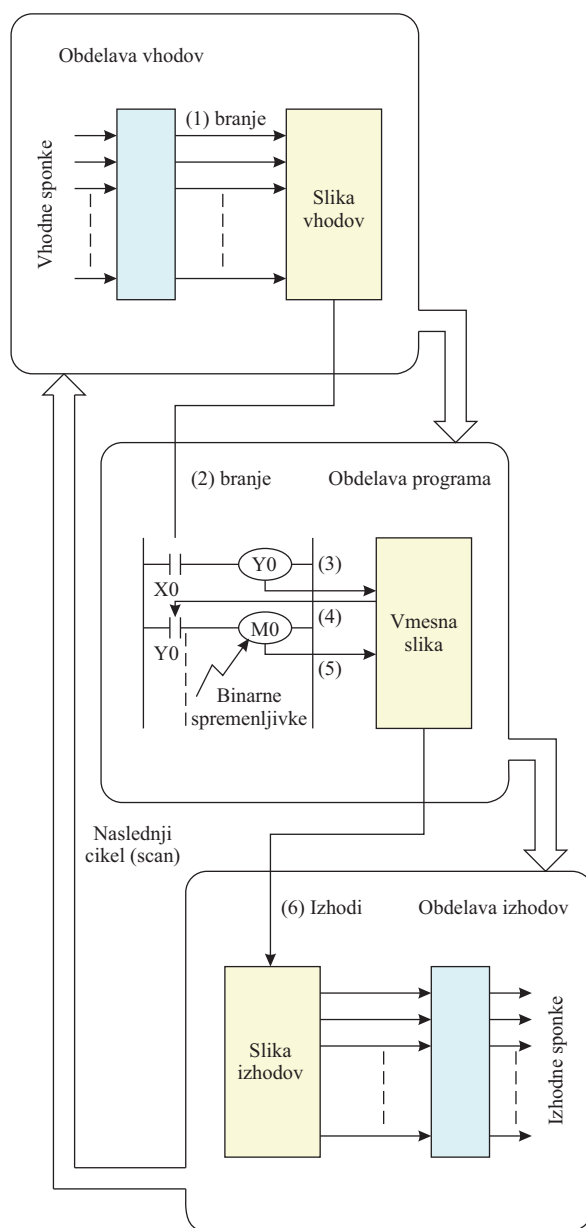 Obdelava vhodov
(1) branje
Vhodne sponke
Slika
vhodov
(2) branje
Obdelava programa
Y0
(3)
X0
(4)
Vmesna
slika
M0
Y0
(5)
Binarne
spremenljivke
Naslednji
cikel (scan)
(6) Izhodi
Obdelava izhodov
Slika
izhodov
Izhodne sponke